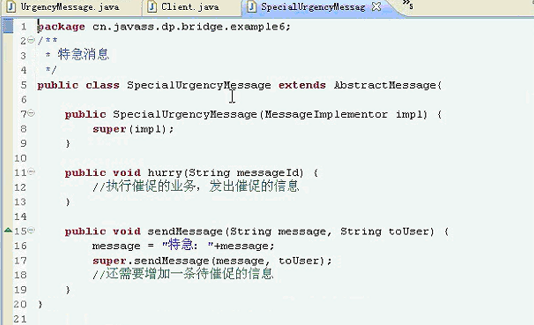 UrgencyMessage.java Client.java SpecialUrgencyMessag »5
1 package cn.javass.dp.bridge.example6;
2 /**
3 * 特急消息
4 */
5 public class SpecialUrgencyMessage extends AbstractMessage{
6
7 public SpecialUrgencyMessage(MessageImplementor impl) {
8 super(impl);
9 }
10
11 public void hurry(String messageId) {
12 //执行催促的业务，发出催促的信息
13 }
14
15 public void sendMessage(String message, String toUser) {
16 message = "特急: "+message;
17 super.sendMessage(message, toUser);
18 //还需要增加一条待催促的信息
19 }
20 }
21